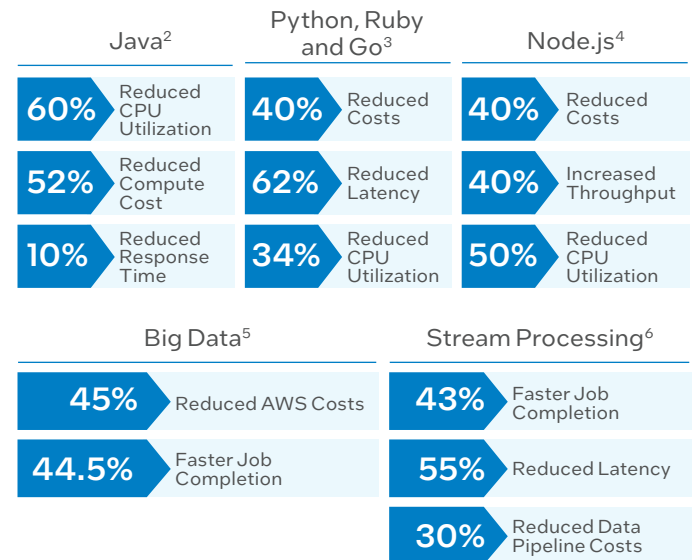 Java²
60%
Reduced
CPU
Utilization
52%
Reduced
Compute
Cost
10%
Reduced
Response
Time
Python, Ruby
and Go³
40%
Reduced
Costs
62%
Reduced
Latency
34%
Reduced
CPU
Utilization
Node.js⁴
40%
Reduced
Costs
40%
Increased
Throughput
50%
Reduced
CPU
Utilization
Big Data⁵
45%
Reduced AWS Costs
44.5%
Faster Job
Completion
Stream Processing⁶
43%
Faster Job
Completion
55%
Reduced Latency
30%
Reduced Data
Pipeline Costs